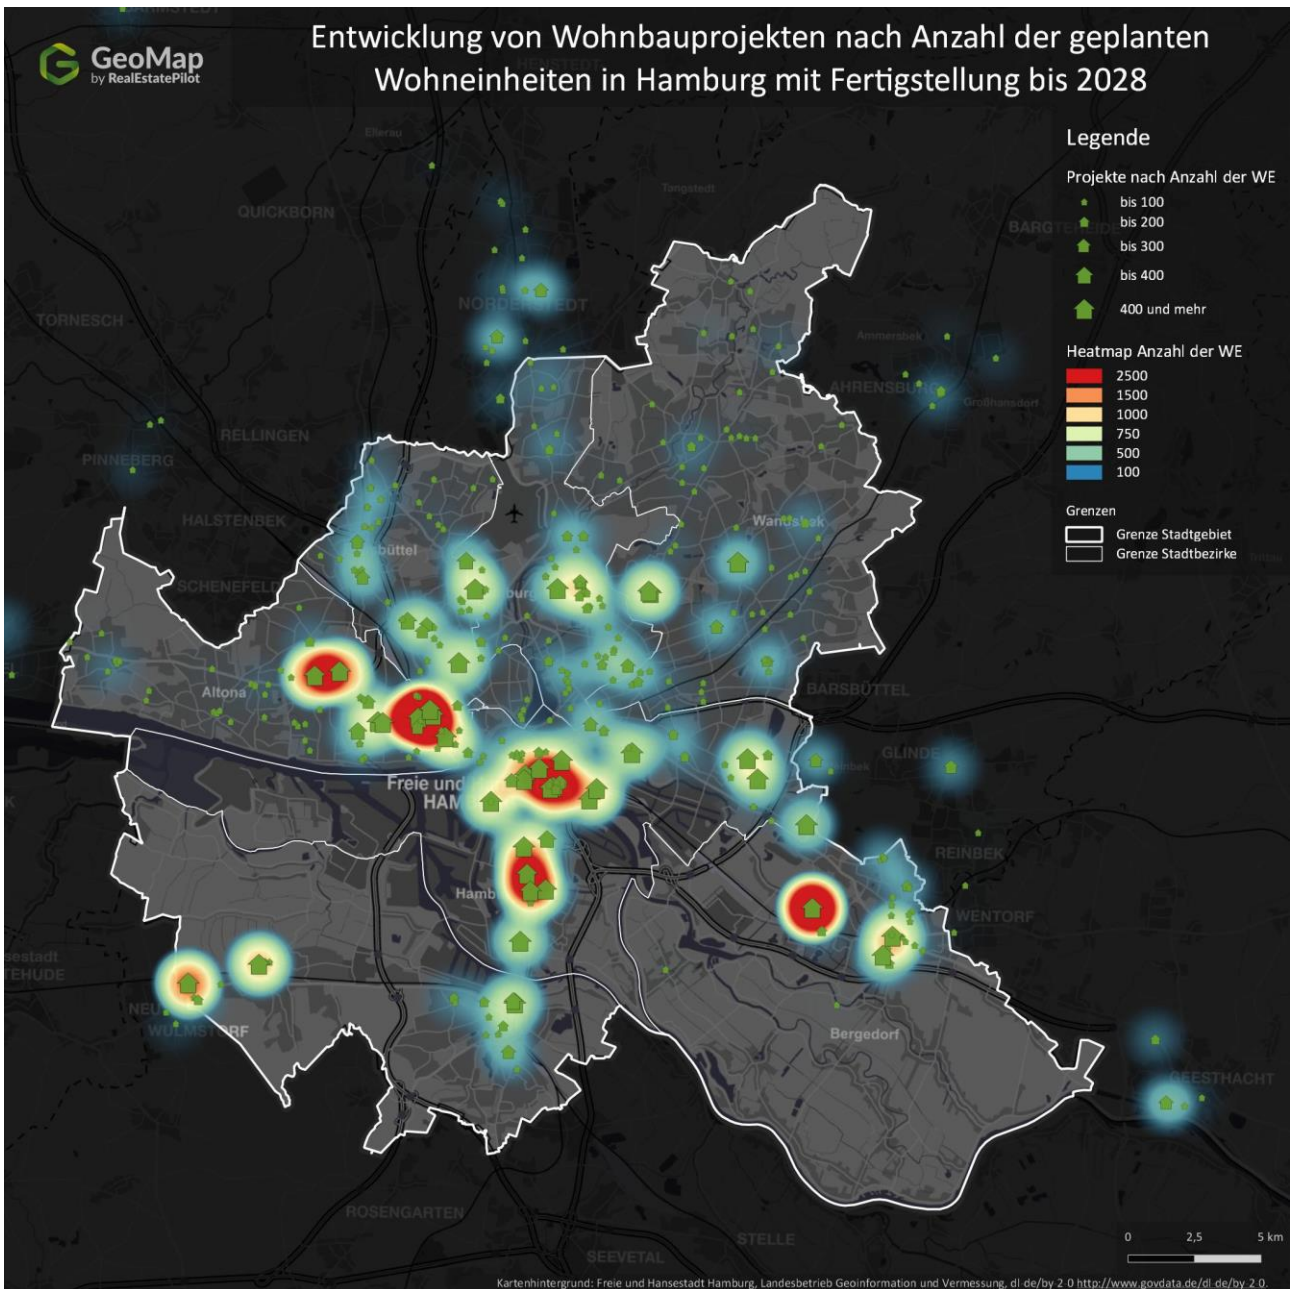 GeoMap
by RealEstatePilot
Entwicklung von Wohnbauprojekten nach Anzahl der geplanten
Wohneinheiten in Hamburg mit Fertigstellung bis 2028
Legende
Projekte nach Anzahl der WE
bis 100
bis 200
bis 300
bis 400
400 und mehr
Heatmap Anzahl der WE
2500
1500
1000
750
500
100
Grenzen
Grenze Stadtgebiet
Grenze Stadtbezirke
Ellerau
Tangstedt
QUICKBORN
NORDERSTEDT
TORNESCH
Ammersbek
AHRENSBURG
Großhansdorf
RELLINGEN
PINNEBERG
HALSTENBEK
Wandsbek
SCHENEFELD
Altona
BARSBÜTTEL
GLINDE
Freie und
HAM
REINBEK
Hamb
WENTORF
sestadt
TEHUDE
NEU
WULMSTORF
Bergedorf
GEESTHACHT
ROSENGARTEN
STELLE
SEEVETAL
0 2,5 5 km
Kartenhintergrund: Freie und Hansestadt Hamburg, Landesbetrieb Geoinformation und Vermessung, dl de/by 2 0 http://www.govdata.de/dl de/by 2 0.